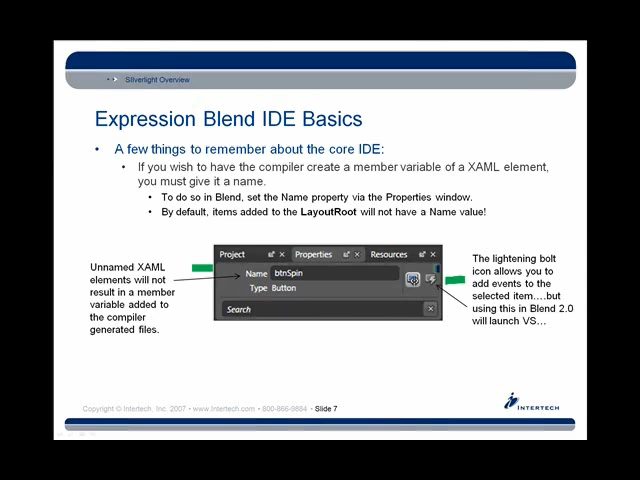 Silverlight Overview
Expression Blend IDE Basics
• A few things to remember about the core IDE:
• If you wish to have the compiler create a member variable of a XAML element,
you must give it a name.
• To do so in Blend, set the Name property via the Properties window.
• By default, items added to the LayoutRoot will not have a Name value!
Unnamed XAML
elements will not
result in a member
variable added to
the compiler
generated files.
Project
Properties
Resources
Name btnSpin
Type Button
Search
The lightening bolt
icon allows you to
add events to the
selected item….but
using this in Blend 2.0
will launch VS…
Copyright © Intertech, Inc. 2007 • www.Intertech.com • 800-866-9884 • Slide 7
INTERTECH